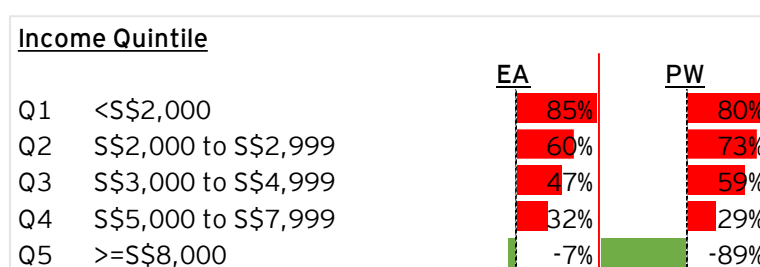 Income Quintile
EA PW
Q1 <S$2,000 85% 80%
Q2 S$2,000 to S$2,999 60% 73%
Q3 S$3,000 to S$4,999 47% 59%
Q4 S$5,000 to S$7,999 32% 29%
Q5 >=S$8,000 -7% -89%